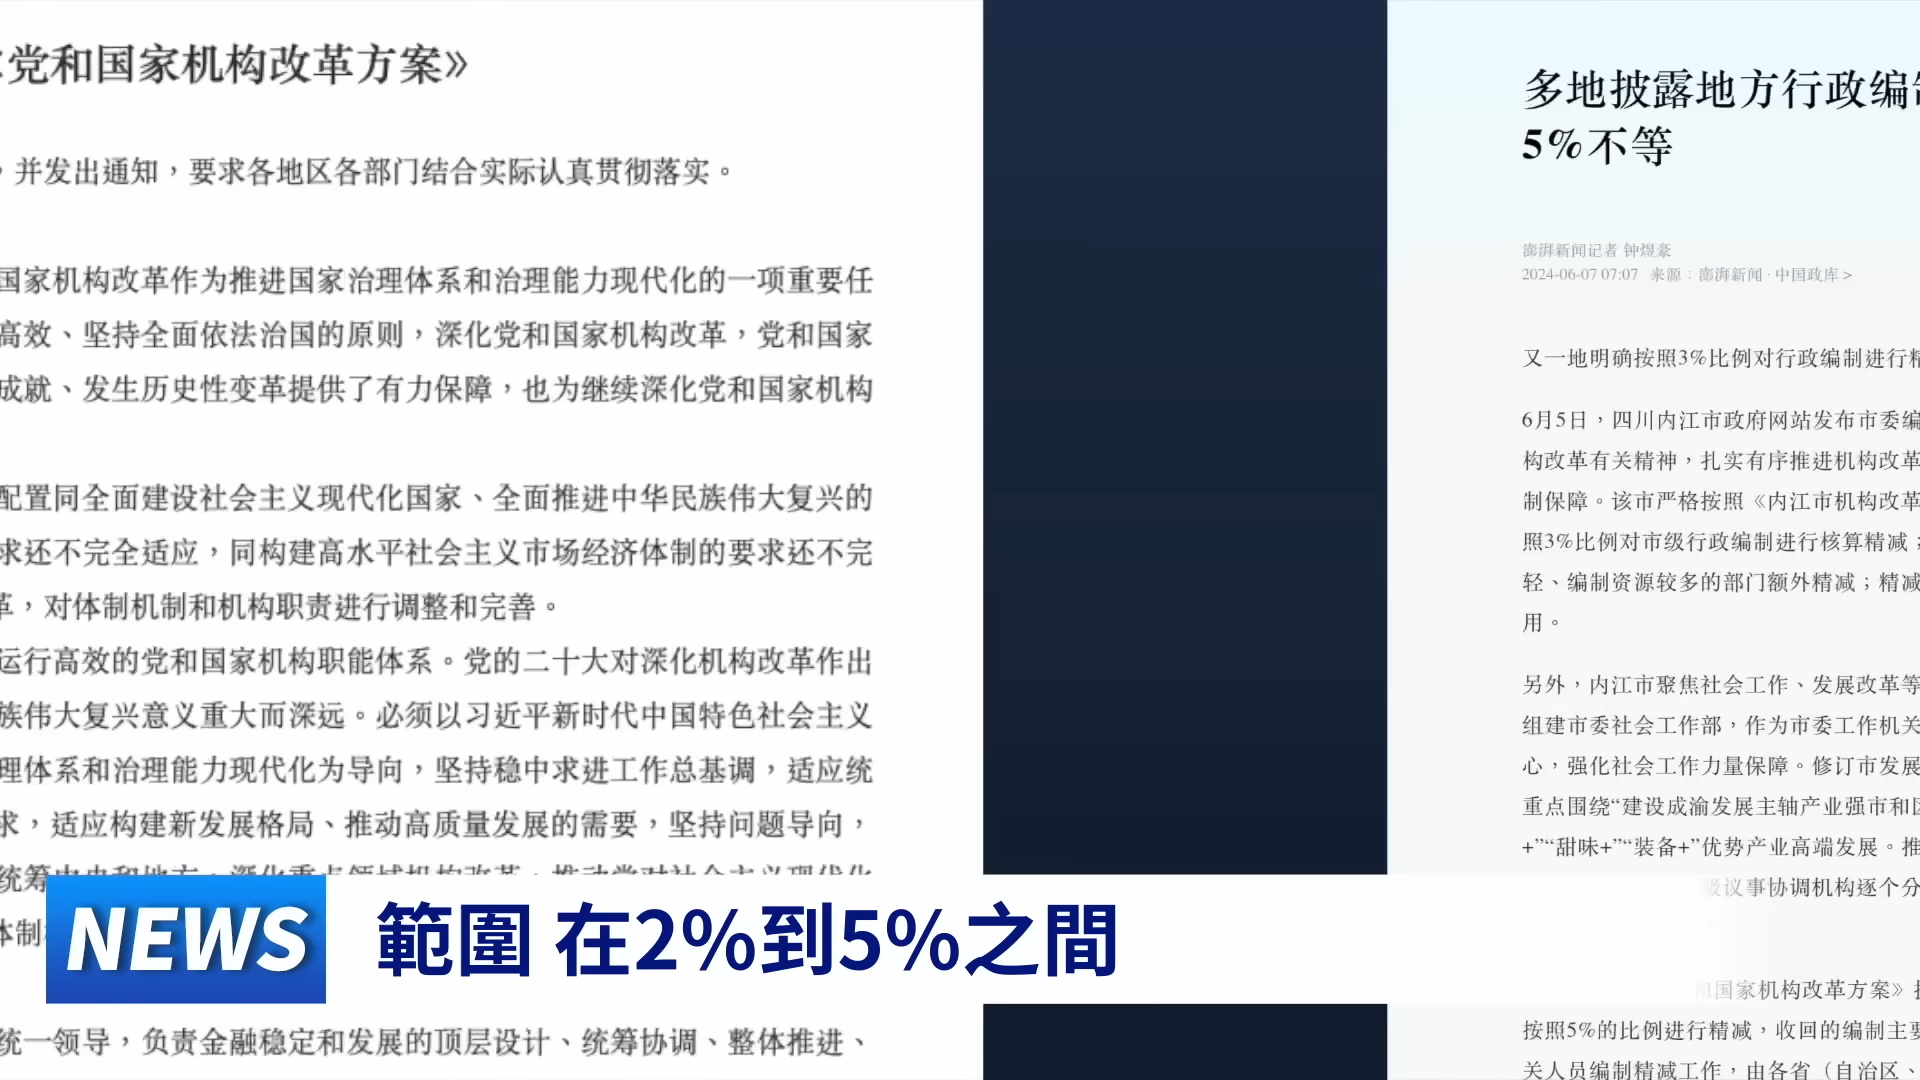 党和国家机构改革方案》
，并发出通知，要求各地区各部门结合实际认真贯彻落实。
国家机构改革作为推进国家治理体系和治理能力现代化的一项重要任
高效、坚持全面依法治国的原则，深化党和国家机构改革，党和国家
成就、发生历史性变革提供了有力保障，也为继续深化党和国家机构
配置同全面建设社会主义现代化国家、全面推进中华民族伟大复兴的
求还不完全适应，同构建高水平社会主义市场经济体制的要求还不完
革，对体制机制和机构职责进行调整和完善。
运行高效的党和国家机构职能体系。党的二十大对深化机构改革作出
族伟大复兴意义重大而深远。必须以习近平新时代中国特色社会主义
理体系和治理能力现代化为导向，坚持稳中求进工作总基调，适应统
求，适应构建新发展格局、推动高质量发展的需要，坚持问题导向，
统筹
体制
统一领导，负责金融稳定和发展的顶层设计、统筹协调、整体推进、
多地披露地方行政编
5%不等
澎湃新闻记者 钟煜豪
2024-06-07 07:07 来源：澎湃新闻·中国政库 >
又一地明确按照3%比例对行政编制进行精
6月5日，四川内江市政府网站发布市委编
构改革有关精神，扎实有序推进机构改革
制保障。该市严格按照《内江市机构改革
照3%比例对市级行政编制进行核算精减；
轻、编制资源较多的部门额外精减；精减
用。
另外，内江市聚焦社会工作、发展改革等
组建市委社会工作部，作为市委工作机关
心，强化社会工作力量保障。修订市发展
重点围绕“建设成渝发展主轴产业强市和区
+”“甜味+”“装备+”优势产业高端发展。推
级议事协调机构逐个分
国家机构改革方案》
按照5%的比例进行精减，收回的编制主要
关人员编制精减工作，由各省（自治区、
NEWS
範圍 在2%到5%之間